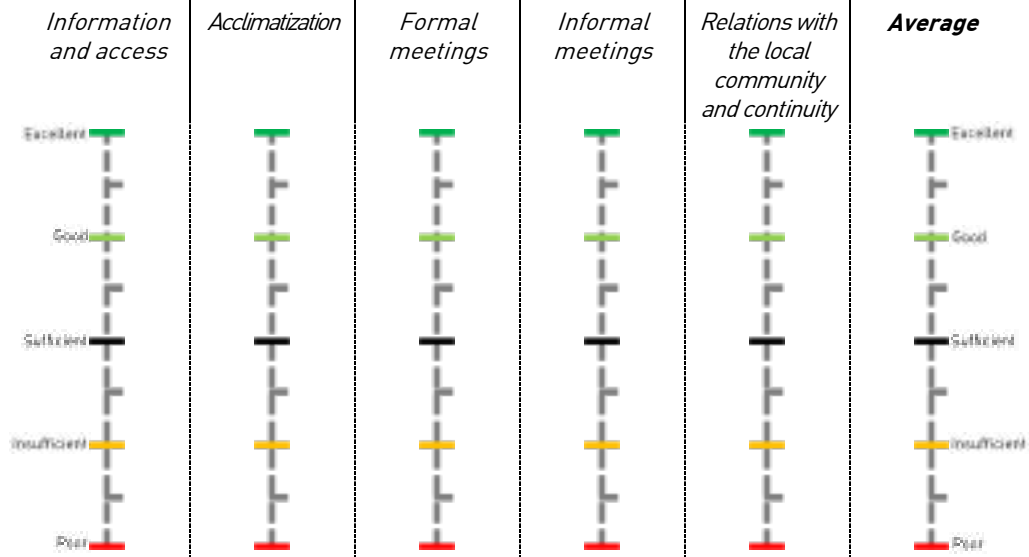 Information
and access
Acclimatization
Formal
meetings
Informal
meetings
Relations with
the local
community
and continuity
Average
Excellent
Excellent
Good
Good
Sufficient
Sufficient
Insufficient
Insufficient
Poor
Poor